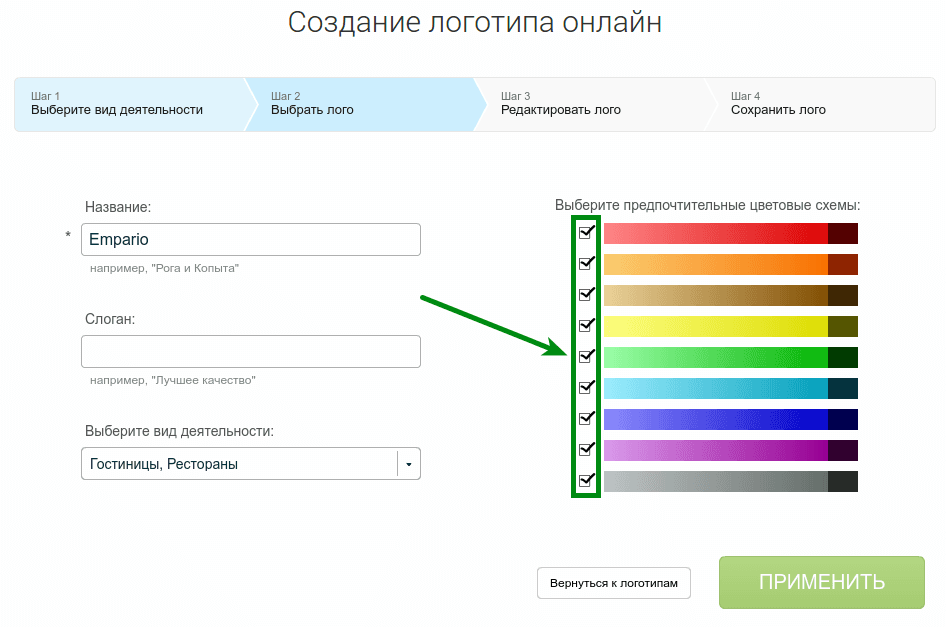 Создание логотипа онлайн
Шаг 1
Выберите вид деятельности
Шаг 2
Выбрать лого
Шаг 3
Редактировать лого
Шаг 4
Сохранить лого
Название:
* Empario
например, "Рога и Копыта"
Слоган:
например, "Лучшее качество"
Выберите вид деятельности:
Гостиницы, Рестораны
Выберите предпочтительные цветовые схемы:
Вернуться к логотипам
ПРИМЕНИТЬ